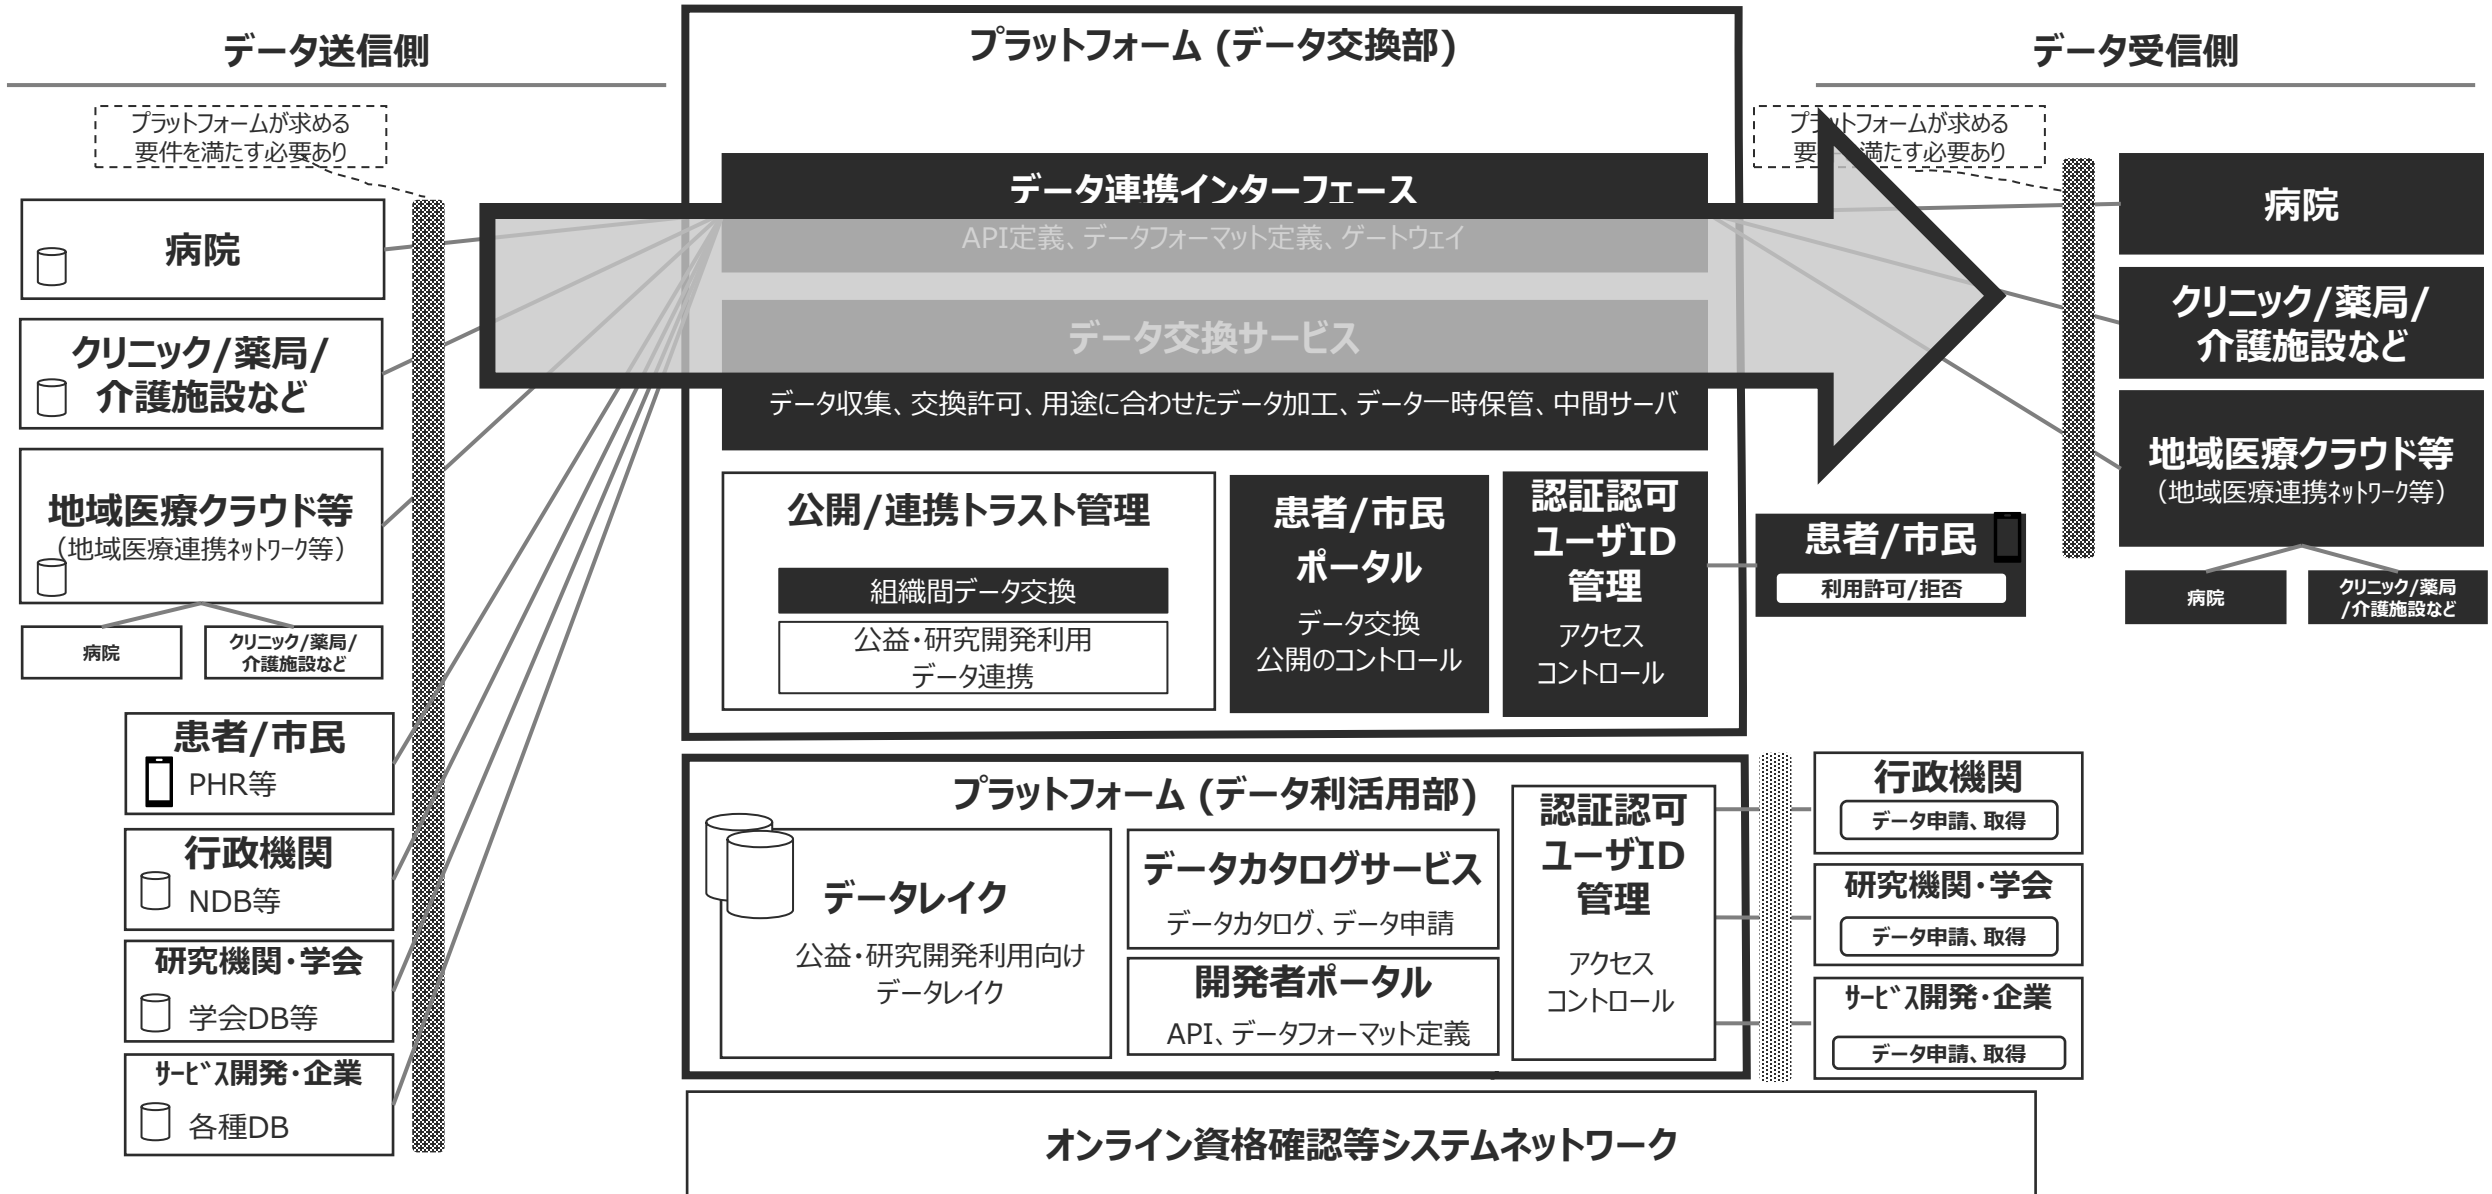 データ送信側
プラットフォームが求める
要件を満たす必要あり
病院
クリニック/薬局/
介護施設など
地域医療クラウド等
（地域医療連携ネットワーク等）
病院
クリニック/薬局/
介護施設など
患者/市民
PHR等
行政機関
NDB等
研究機関・学会
学会DB等
サービス開発・企業
各種DB
プラットフォーム (データ交換部)
データ連携インターフェース
API定義、データフォーマット定義、ゲートウェイ
データ交換サービス
データ収集、交換許可、用途に合わせたデータ加工、データ一時保管、中間サーバ
公開/連携トラスト管理
組織間データ交換
公益・研究開発利用
データ連携
患者/市民
ポータル
データ交換
公開のコントロール
認証認可
ユーザID
管理
アクセス
コントロール
プラットフォーム (データ利活用部)
データレイク
公益・研究開発利用向け
データレイク
データカタログサービス
データカタログ、データ申請
開発者ポータル
API、データフォーマット定義
認証認可
ユーザID
管理
アクセス
コントロール
オンライン資格確認等システムネットワーク
データ受信側
プラットフォームが求める
要件を満たす必要あり
病院
クリニック/薬局/
介護施設など
地域医療クラウド等
（地域医療連携ネットワーク等）
病院
クリニック/薬局
/介護施設など
患者/市民
利用許可/拒否
行政機関
データ申請、取得
研究機関・学会
データ申請、取得
サービス開発・企業
データ申請、取得